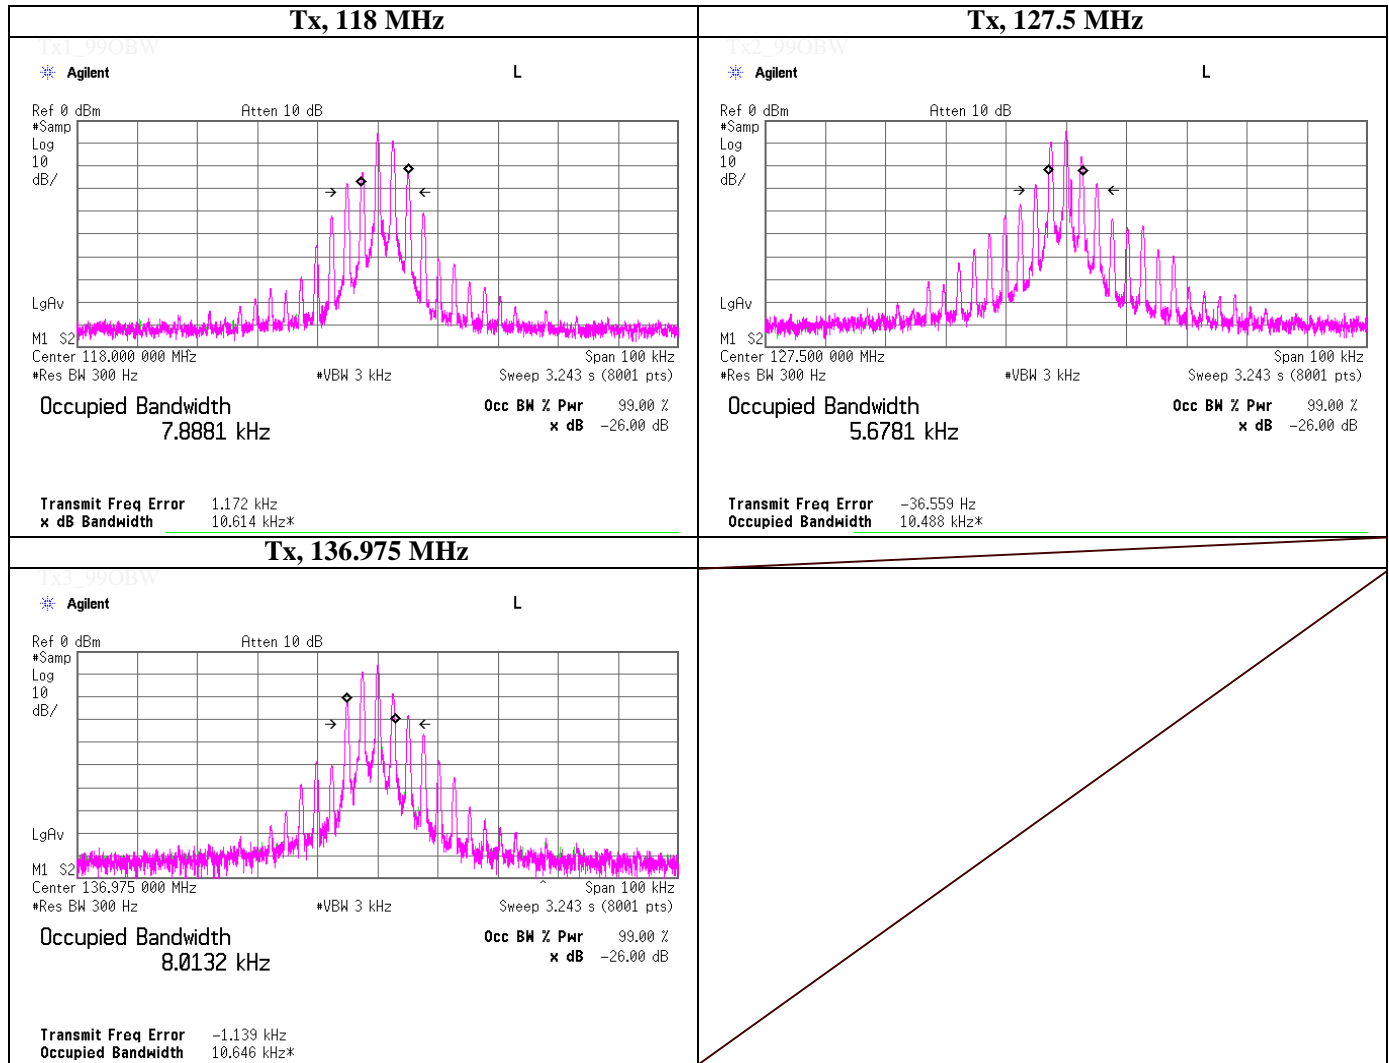 Tx, 118 MHz
Tx1_99OBW
Agilent
L
Ref 0 dBm Atten 10 dB
#Samp
Log
10
dB/
LgAv
M1 S2
Center 118.000 000 MHz Span 100 kHz
#Res BW 300 Hz #VBW 3 kHz Sweep 3.243 s (8001 pts)
Occupied Bandwidth Occ BW % Pwr 99.00 %
7.8881 kHz x dB -26.00 dB
Transmit Freq Error 1.172 kHz
x dB Bandwidth 10.614 kHz*
Tx, 127.5 MHz
Tx2_99OBW
Agilent
L
Ref 0 dBm Atten 10 dB
#Samp
Log
10
dB/
LgAv
M1 S2
Center 127.500 000 MHz Span 100 kHz
#Res BW 300 Hz #VBW 3 kHz Sweep 3.243 s (8001 pts)
Occupied Bandwidth Occ BW % Pwr 99.00 %
5.6781 kHz x dB -26.00 dB
Transmit Freq Error -36.559 Hz
Occupied Bandwidth 10.488 kHz*
Tx, 136.975 MHz
Tx3_99OBW
Agilent
L
Ref 0 dBm Atten 10 dB
#Samp
Log
10
dB/
LgAv
M1 S2
Center 136.975 000 MHz Span 100 kHz
#Res BW 300 Hz #VBW 3 kHz Sweep 3.243 s (8001 pts)
Occupied Bandwidth Occ BW % Pwr 99.00 %
8.0132 kHz x dB -26.00 dB
Transmit Freq Error -1.139 kHz
Occupied Bandwidth 10.646 kHz*